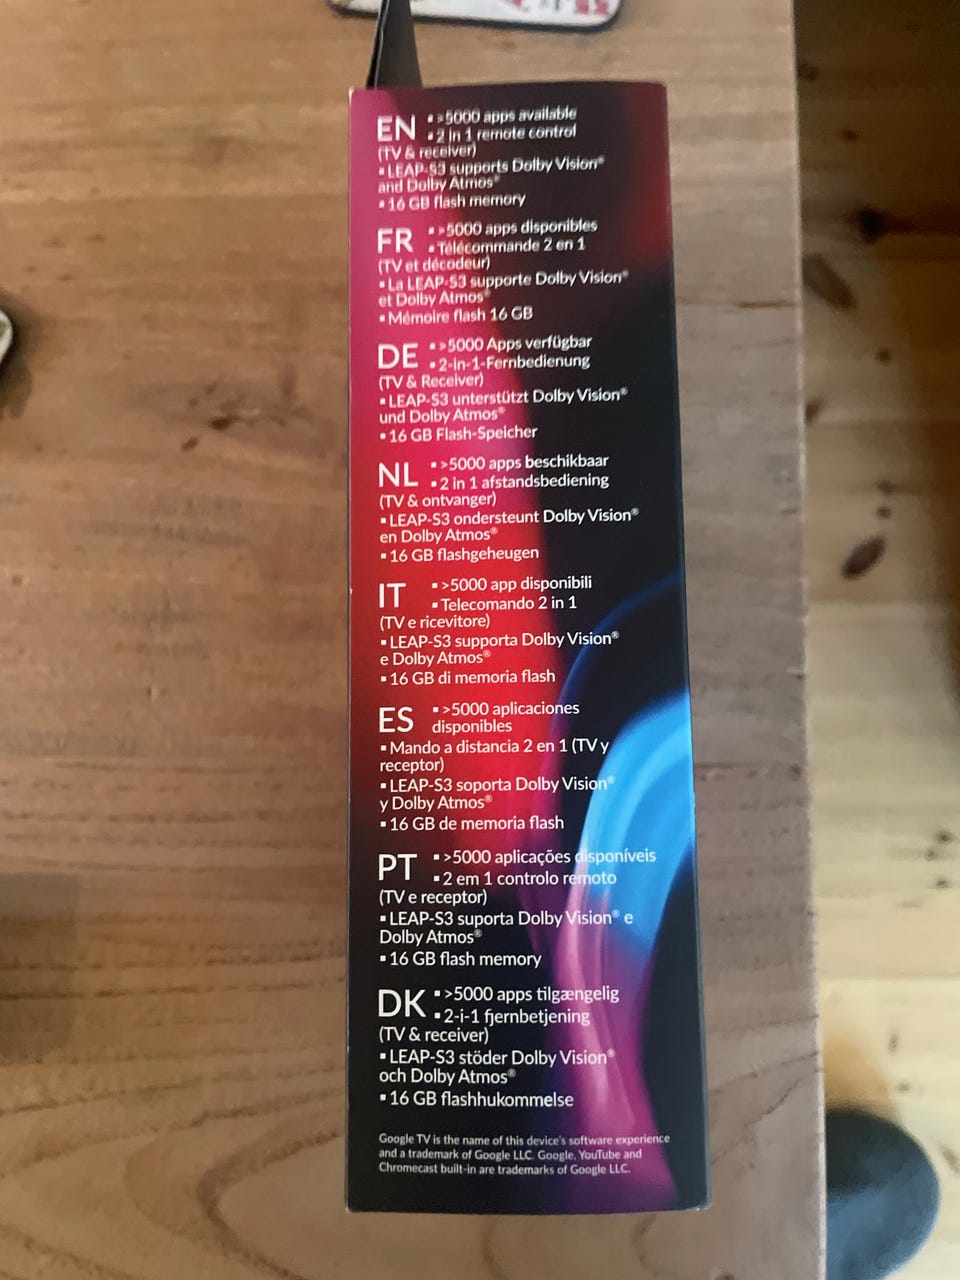 EN ▪ >5000 apps available
▪ 2 in 1 remote control
(TV & receiver)
▪ LEAP-S3 supports Dolby Vision®
and Dolby Atmos®
▪ 16 GB flash memory
FR ▪ >5000 apps disponibles
▪ Télécommande 2 en 1
(TV et décodeur)
▪ La LEAP-S3 supporte Dolby Vision®
et Dolby Atmos®
▪ Mémoire flash 16 GB
DE ▪ >5000 Apps verfügbar
▪ 2-in-1-Fernbedienung
(TV & Receiver)
▪ LEAP-S3 unterstützt Dolby Vision®
und Dolby Atmos®
▪ 16 GB Flash-Speicher
NL ▪ >5000 apps beschikbaar
▪ 2 in 1 afstandsbediening
(TV & ontvanger)
▪ LEAP-S3 ondersteunt Dolby Vision®
en Dolby Atmos®
▪ 16 GB flashgeheugen
IT ▪ >5000 app disponibili
▪ Telecomando 2 in 1
(TV e ricevitore)
▪ LEAP-S3 supporta Dolby Vision®
e Dolby Atmos®
▪ 16 GB di memoria flash
ES ▪ >5000 aplicaciones
disponibles
▪ Mando a distancia 2 en 1 (TV y
receptor)
▪ LEAP-S3 soporta Dolby Vision®
y Dolby Atmos®
▪ 16 GB de memoria flash
PT ▪ >5000 aplicações disponíveis
▪ 2 em 1 controlo remoto
(TV e receptor)
▪ LEAP-S3 suporta Dolby Vision® e
Dolby Atmos®
▪ 16 GB flash memory
DK ▪ >5000 apps tilgængelig
▪ 2-i-1 fjernbetjening
(TV & receiver)
▪ LEAP-S3 stöder Dolby Vision®
och Dolby Atmos®
▪ 16 GB flashhukommelse
Google TV is the name of this device's software experience
and a trademark of Google LLC. Google, YouTube and
Chromecast built-in are trademarks of Google LLC.